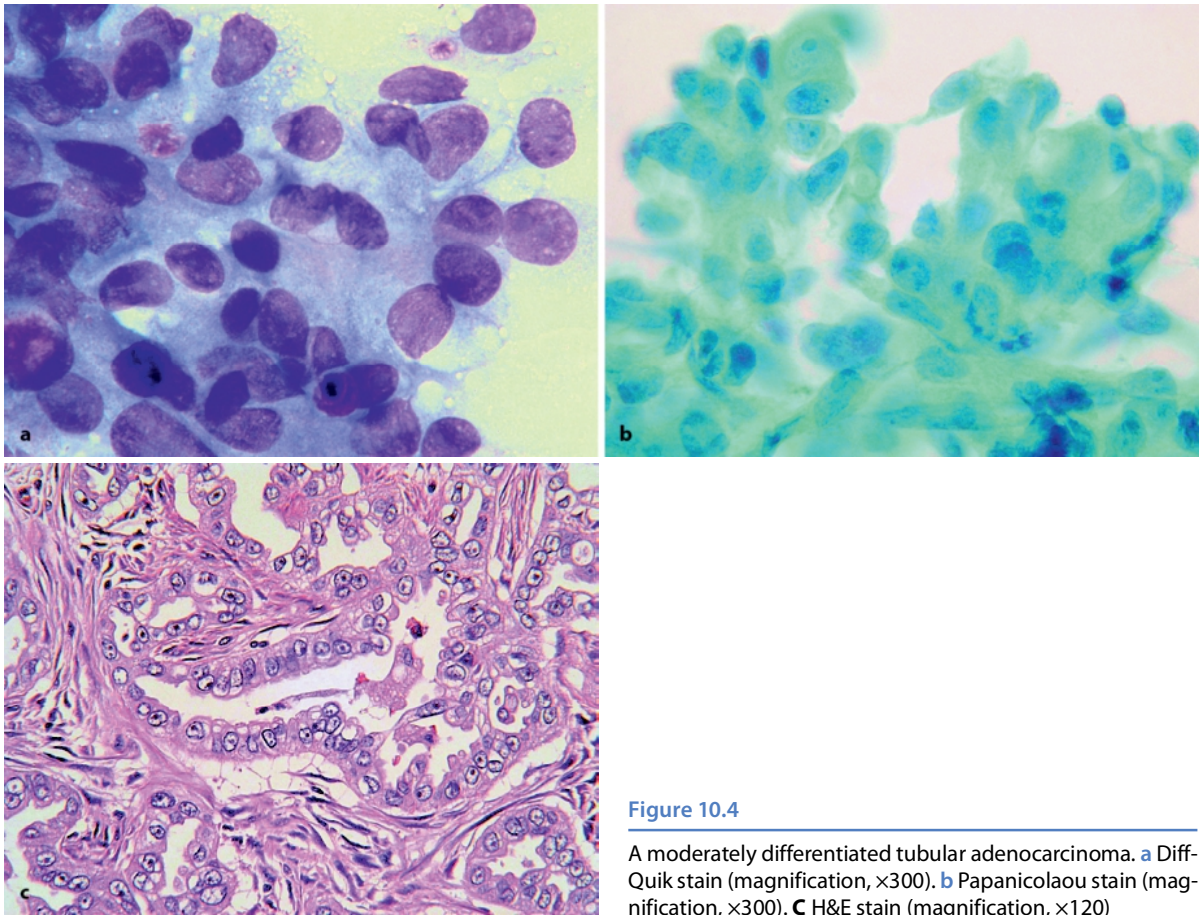 a
b
c
Figure 10.4
A moderately differentiated tubular adenocarcinoma. a Diff-
Quik stain (magnification, ×300). b Papanicolaou stain (mag-
nification, ×300). C H&E stain (magnification, ×120)